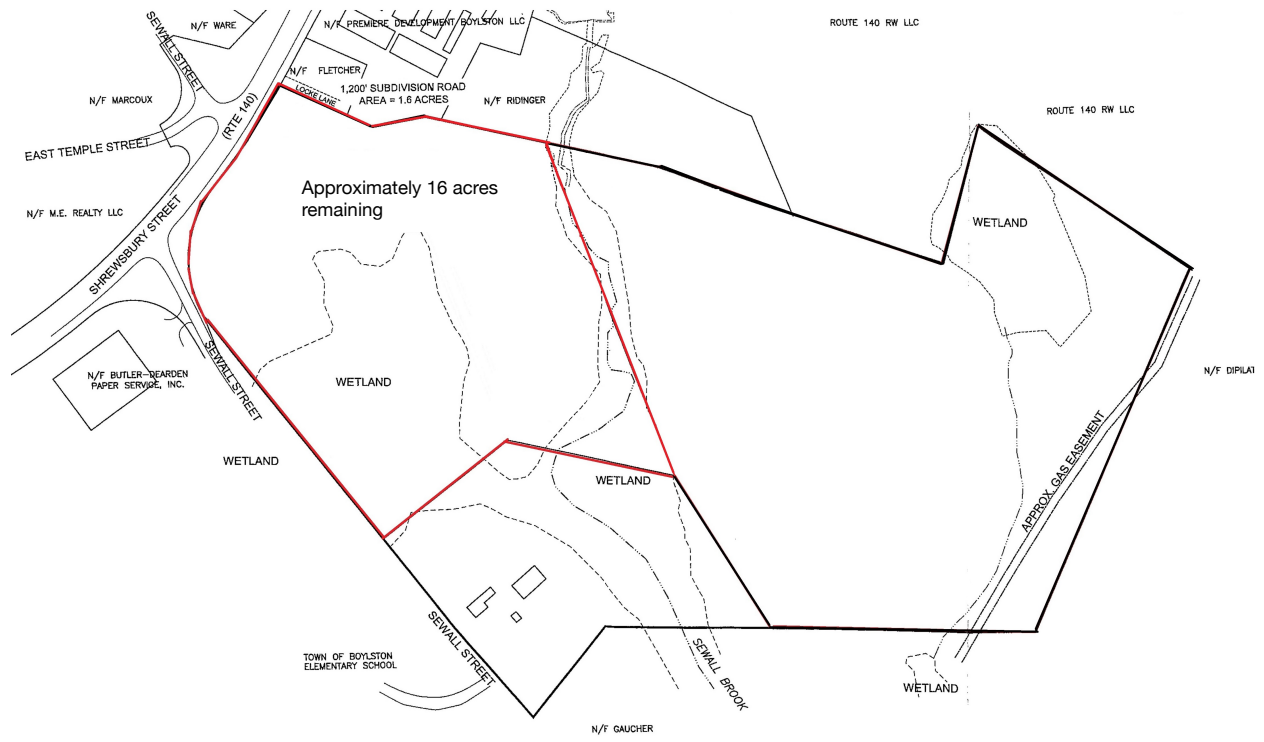 N/F WARE
N/F PREMIERE DEVELOPMENT BOYLSTON LLC
ROUTE 140 RW LLC
SEWALL STREET
N/F FLETCHER
LOCKE LANE
1,200' SUBDIVISION ROAD
AREA = 1.6 ACRES
N/F RIDINGER
N/F MARCOUX
(RTE 140)
ROUTE 140 RW LLC
EAST TEMPLE STREET
Approximately 16 acres
remaining
N/F M.E. REALTY LLC
SHREWSBURY STREET
WETLAND
N/F BUTLER-DEARDEN
PAPER SERVICE, INC.
SEWALL STREET
WETLAND
N/F DIPILAT
WETLAND
WETLAND
APPROX. GAS EASEMENT
SEWALL STREET
SEWALL BROOK
TOWN OF BOYLSTON
ELEMENTARY SCHOOL
WETLAND
N/F GAUCHER